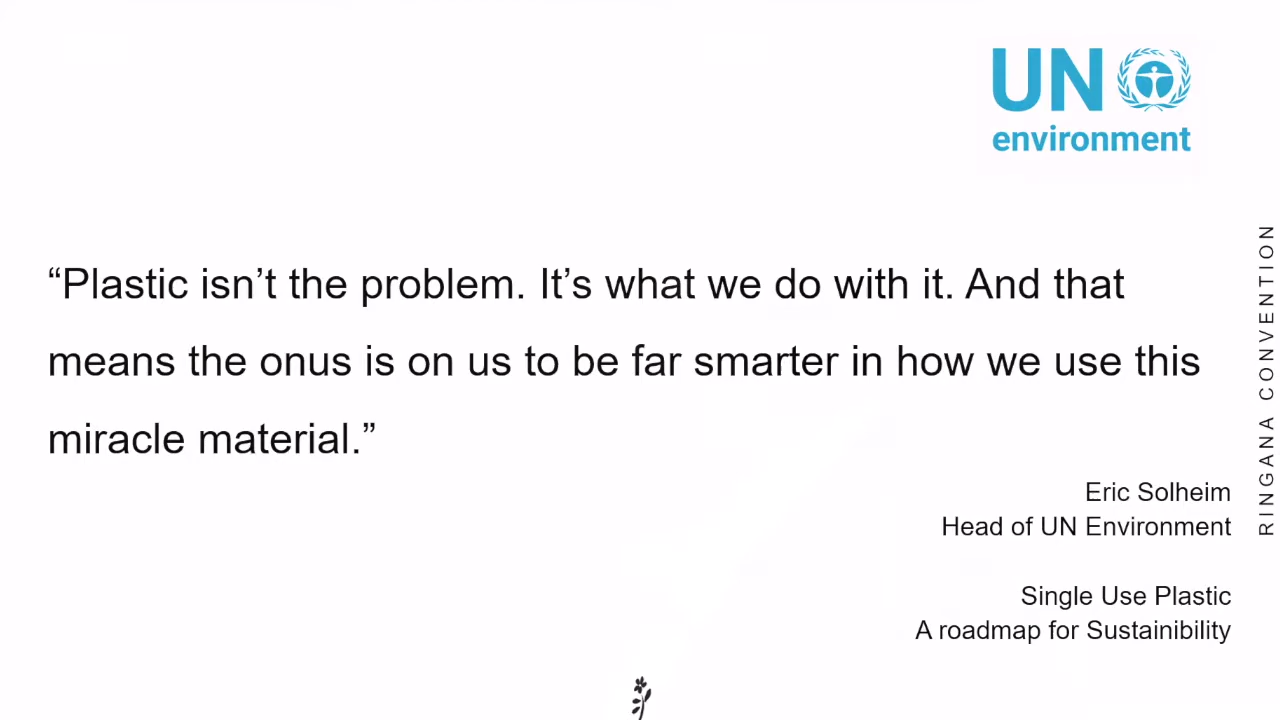 UN
environment
“Plastic isn’t the problem. It’s what we do with it. And that
means the onus is on us to be far smarter in how we use this
miracle material.”
Eric Solheim
Head of UN Environment
Single Use Plastic
A roadmap for Sustainibility
RINGANA CONVENTION